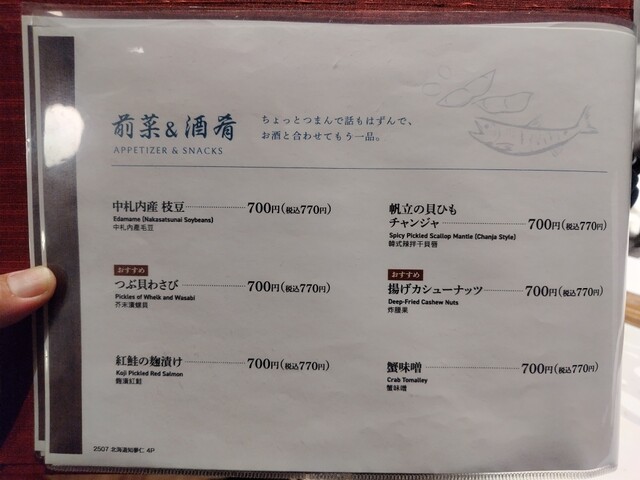 前菜&酒肴
APPETIZER & SNACKS
ちょっとつまんで話もはずんで、
お酒と合わせてもう一品。
中札内産 枝豆 700円(税込770円)
Edamame (Nakasatsunai Soybeans)
中札内產毛豆
おすすめ
つぶ貝わさび 700円(税込770円)
Pickles of Whelk and Wasabi
芥末漬螺貝
紅鮭の麹漬け 700円(税込770円)
Koji Pickled Red Salmon
麴漬紅鮭
帆立の貝ひも
チャンジャ 700円(税込770円)
Spicy Pickled Scallop Mantle (Chanja Style)
韓式辣拌干貝唇
おすすめ
揚げカシューナッツ 700円(税込770円)
Deep-Fried Cashew Nuts
炸腰果
蟹味噌 700円(税込770円)
Crab Tomalley
蟹味噌
2507 北海道知夢仁 4P